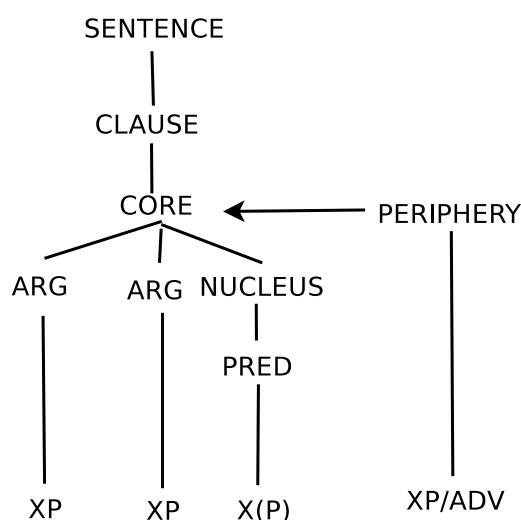 SENTENCE
CLAUSE
CORE
PERIPHERY
ARG
ARG
NUCLEUS
PRED
XP
XP
X(P)
XP/ADV